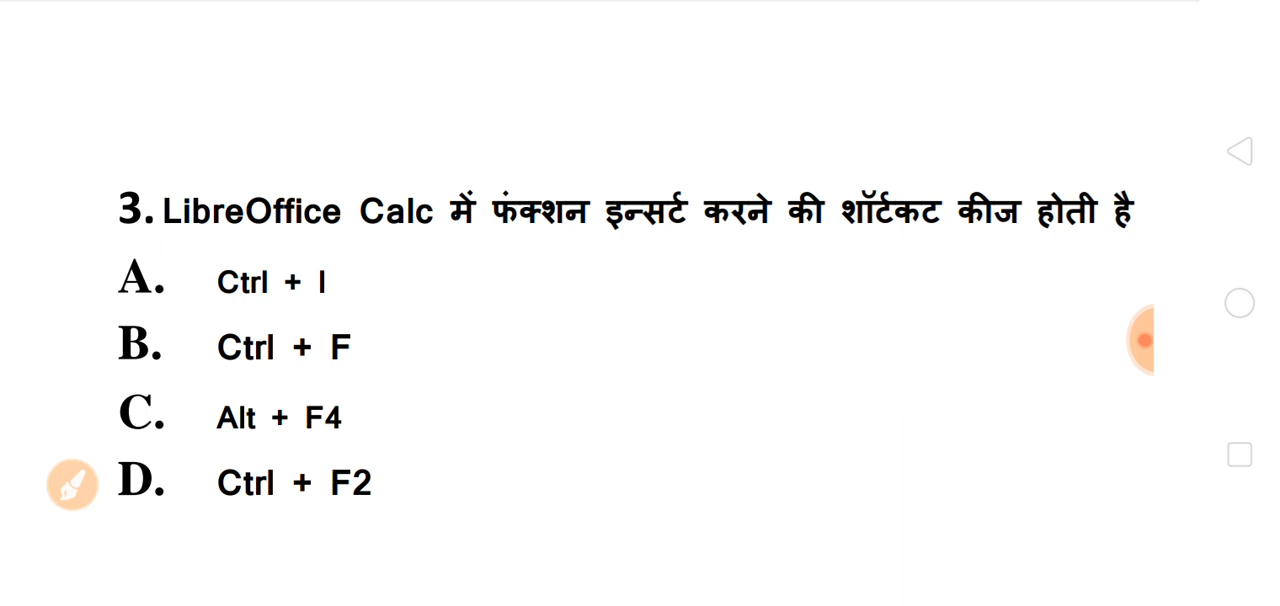 3. LibreOffice Calc में फंक्शन इन्सर्ट करने की शॉर्टकट कीज होती है
A. Ctrl + I
B. Ctrl + F
C. Alt + F4
D. Ctrl + F2